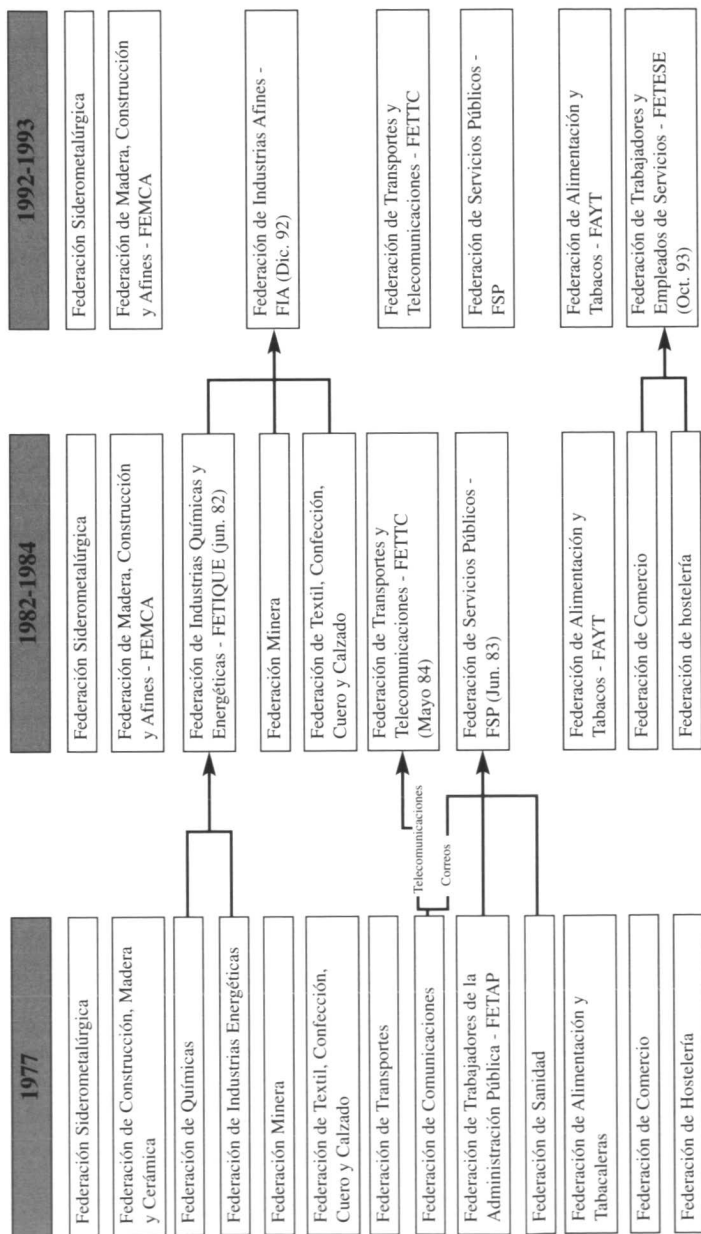 1977
Federación Siderometalúrgica
Federación de Construcción, Madera
y Cerámica
Federación de Químicas
Federación de Industrias Energéticas
Federación Minera
Federación de Textil, Confección,
Cuero y Calzado
Federación de Transportes
Federación de Comunicaciones
Federación de Trabajadores de la
Administración Pública - FETAP
Federación de Sanidad
Federación de Alimentación y
Tabacaleras
Federación de Comercio
Federación de Hostelería
Telecomunicaciones
Correos
1982-1984
Federación Siderometalúrgica
Federación de Madera, Construcción
y Afines - FEMCA
Federación de Industrias Químicas y
Energéticas - FETIQUE (jun. 82)
Federación Minera
Federación de Textil, Confección,
Cuero y Calzado
Federación de Transportes y
Telecomunicaciones - FETTC
(Mayo 84)
Federación de Servicios Públicos -
FSP (Jun. 83)
Federación de Alimentación y
Tabacos - FAYT
Federación de Comercio
Federación de hostelería
1992-1993
Federación Siderometalúrgica
Federación de Madera, Construcción
y Afines - FEMCA
Federación de Industrias Afines -
FIA (Dic. 92)
Federación de Transportes y
Telecomunicaciones - FETTC
Federación de Servicios Públicos -
FSP
Federación de Alimentación y
Tabacos - FAYT
Federación de Trabajadores y
Empleados de Servicios - FETESE
(Oct. 93)